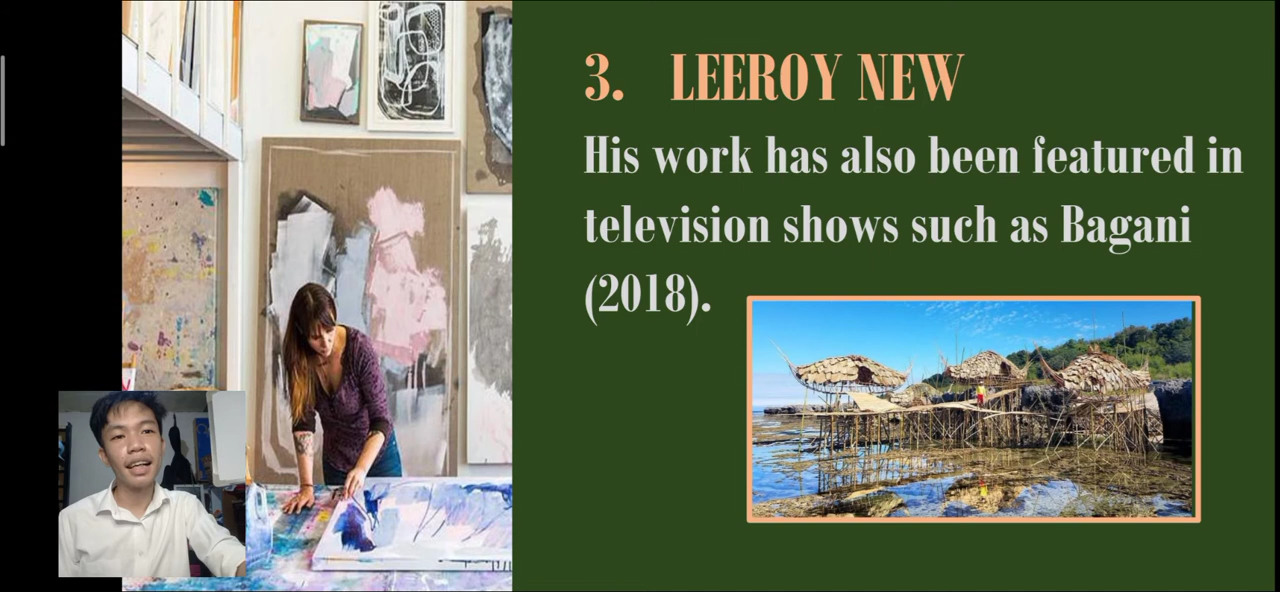 3. LEEROY NEW
His work has also been featured in
television shows such as Bagani
(2018).